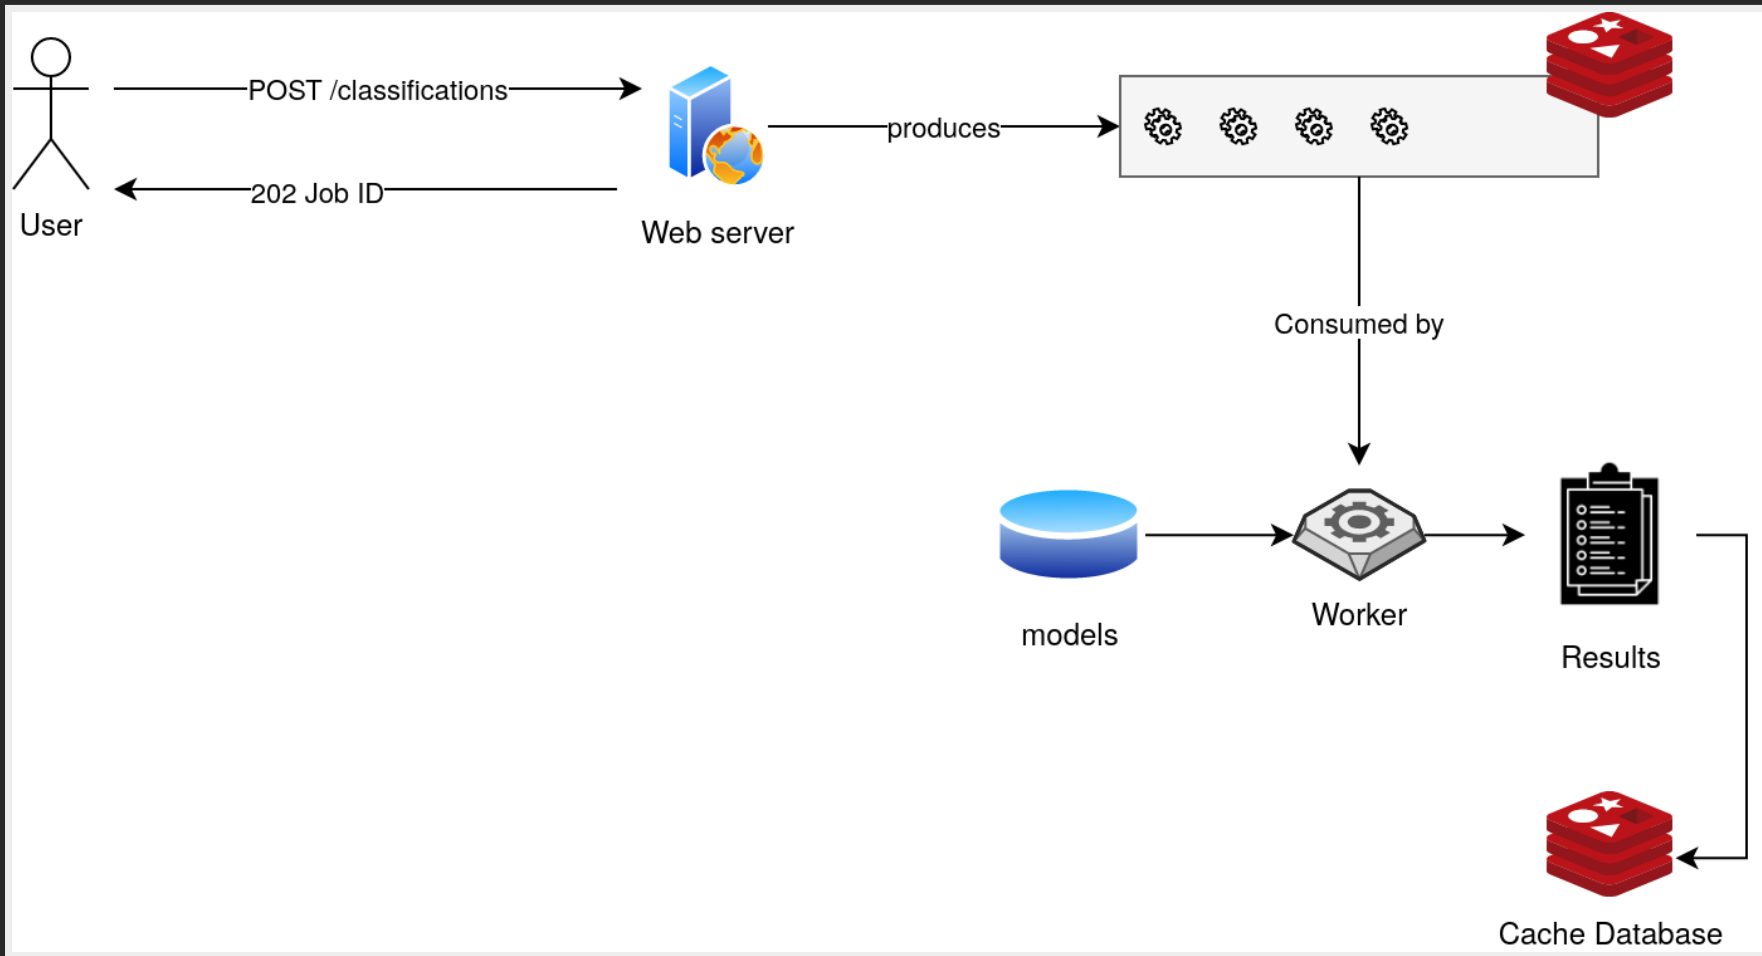 POST /classifications
produces
202 Job ID
User
Web server
Consumed by
models
Worker
Results
Cache Database